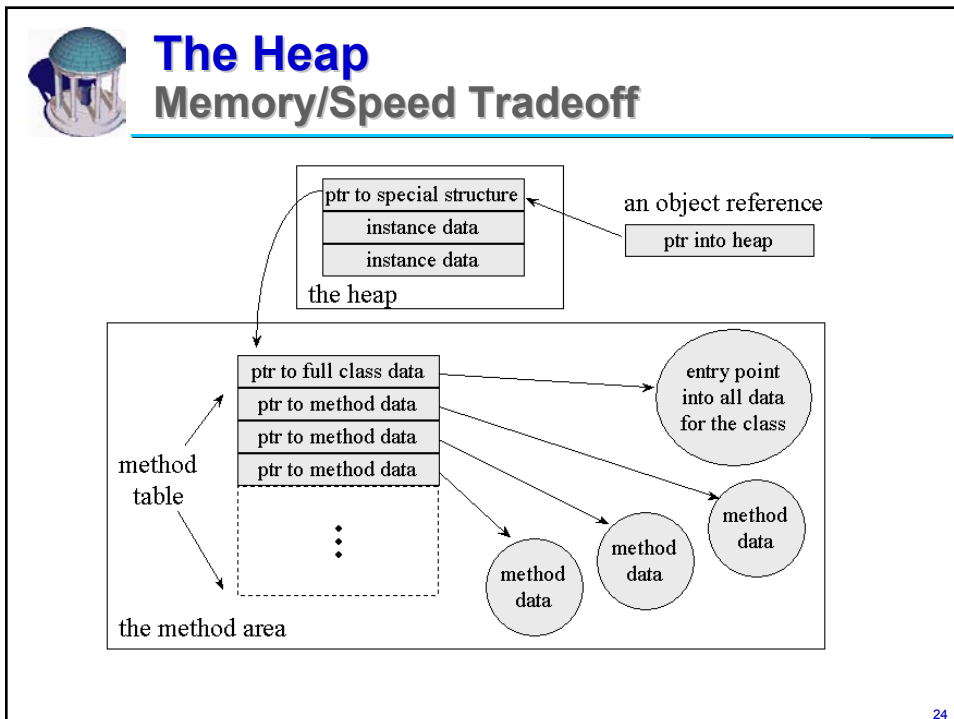 The Heap
Memory/Speed Tradeoff
ptr to special structure
instance data
instance data
the heap
an object reference
ptr into heap
ptr to full class data
ptr to method data
ptr to method data
ptr to method data
method
table
the method area
entry point
into all data
for the class
method
data
method
data
method
data
24